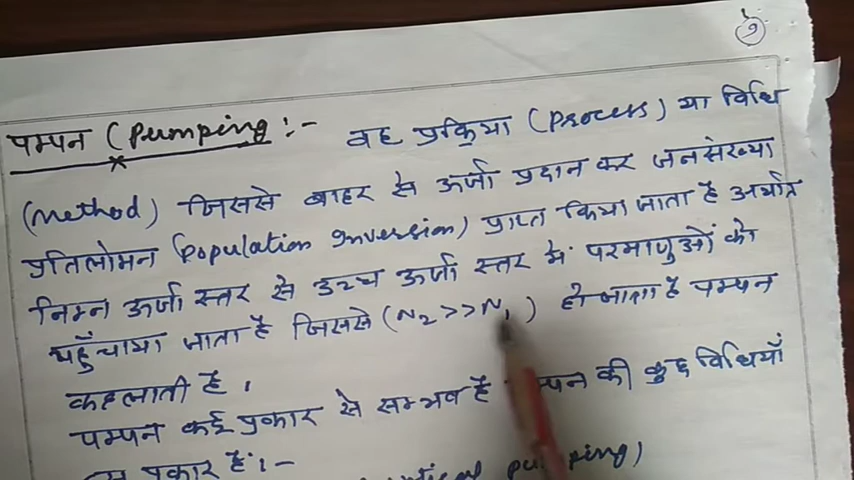 9
पम्पन (Pumping :- वह प्रक्रिया (Process) या विधि
(Method) जिससे बाहर से ऊर्जा प्रदान कर जनसंख्या
प्रतिलोमन (Population Inversion) प्राप्त किया जाता है अर्थात
निम्न ऊर्जा स्तर से उच्च ऊर्जा स्तर में परमाणुओं को
पहुँचाया जाता है जिससे (N₂>>N₁) हो जाता है पम्पन
कहलाती है।
पम्पन कई प्रकार से सम्भव है पम्पन की कुछ विधियाँ
प्रकार हैं।:-
pumping)